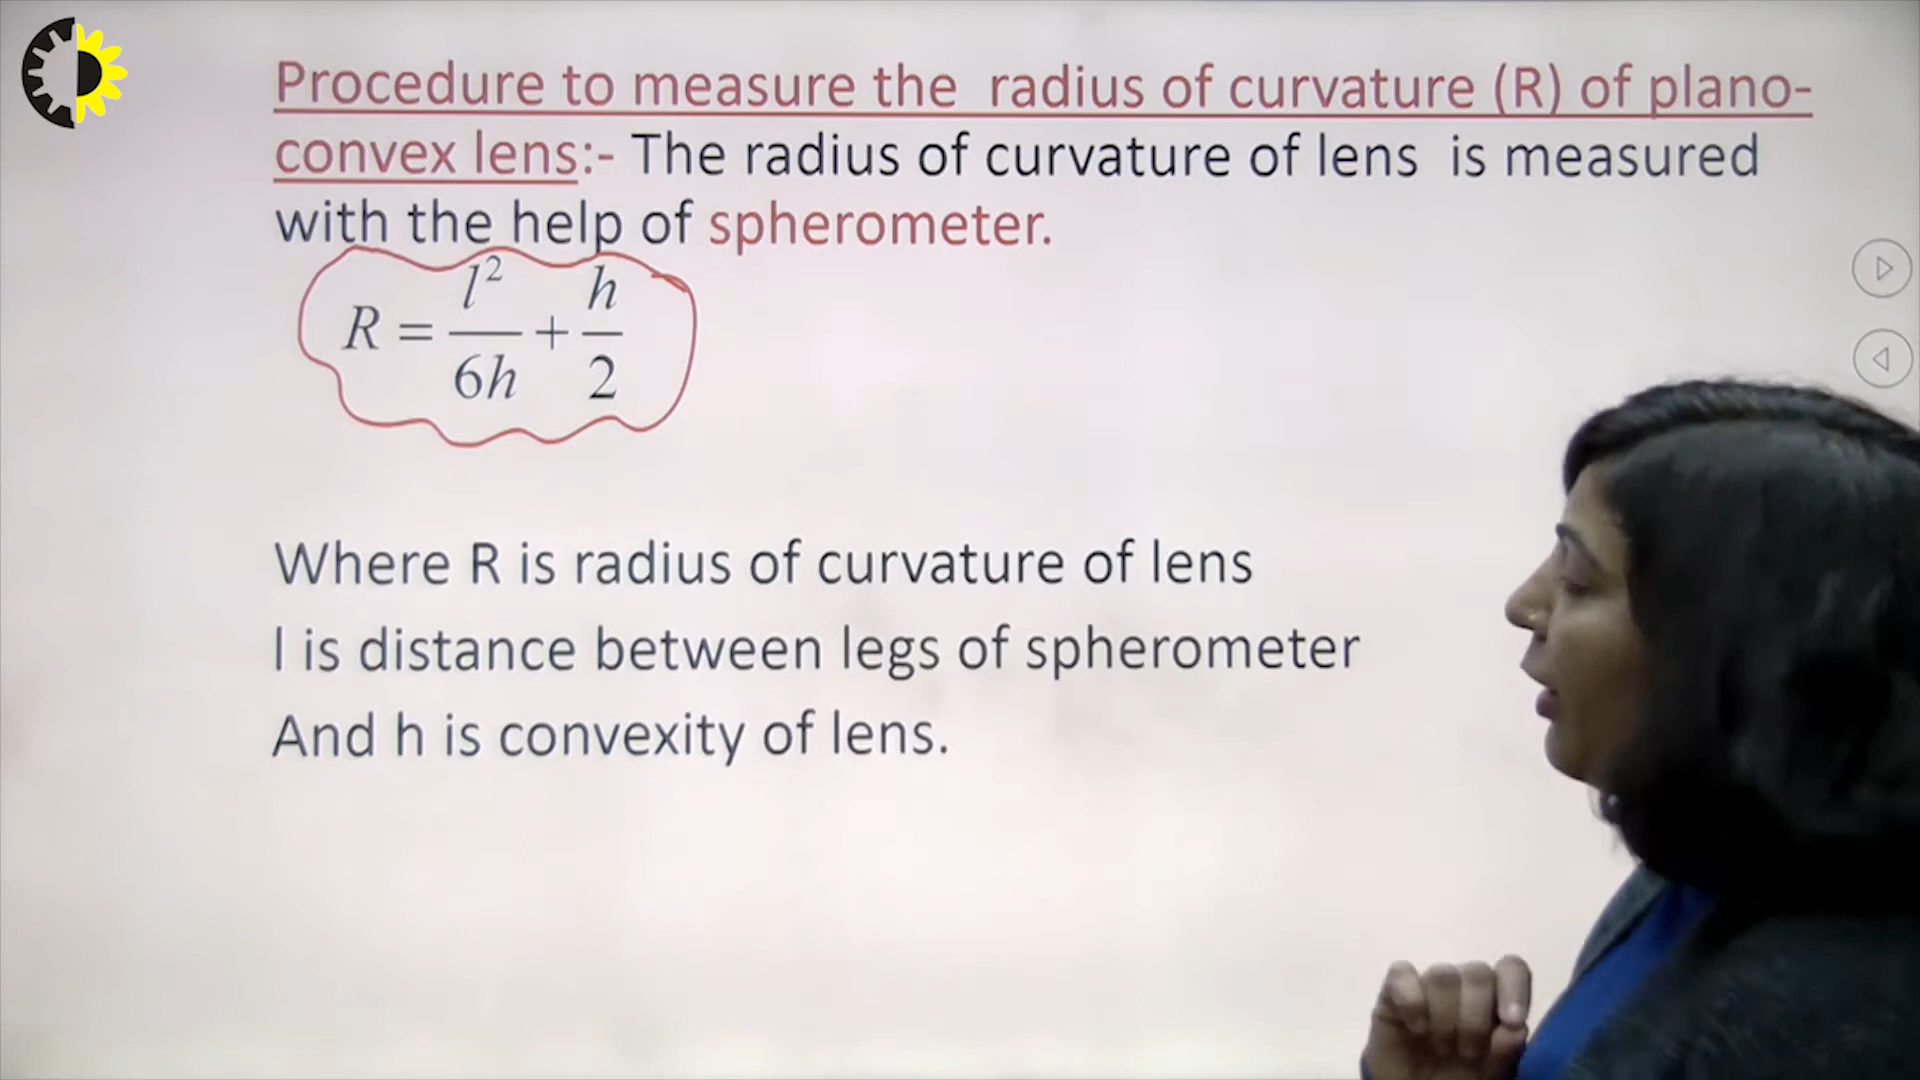 Procedure to measure the radius of curvature (R) of plano-
convex lens:- The radius of curvature of lens is measured
with the help of spherometer.
R = l²/6h + h/2
Where R is radius of curvature of lens
l is distance between legs of spherometer
And h is convexity of lens.